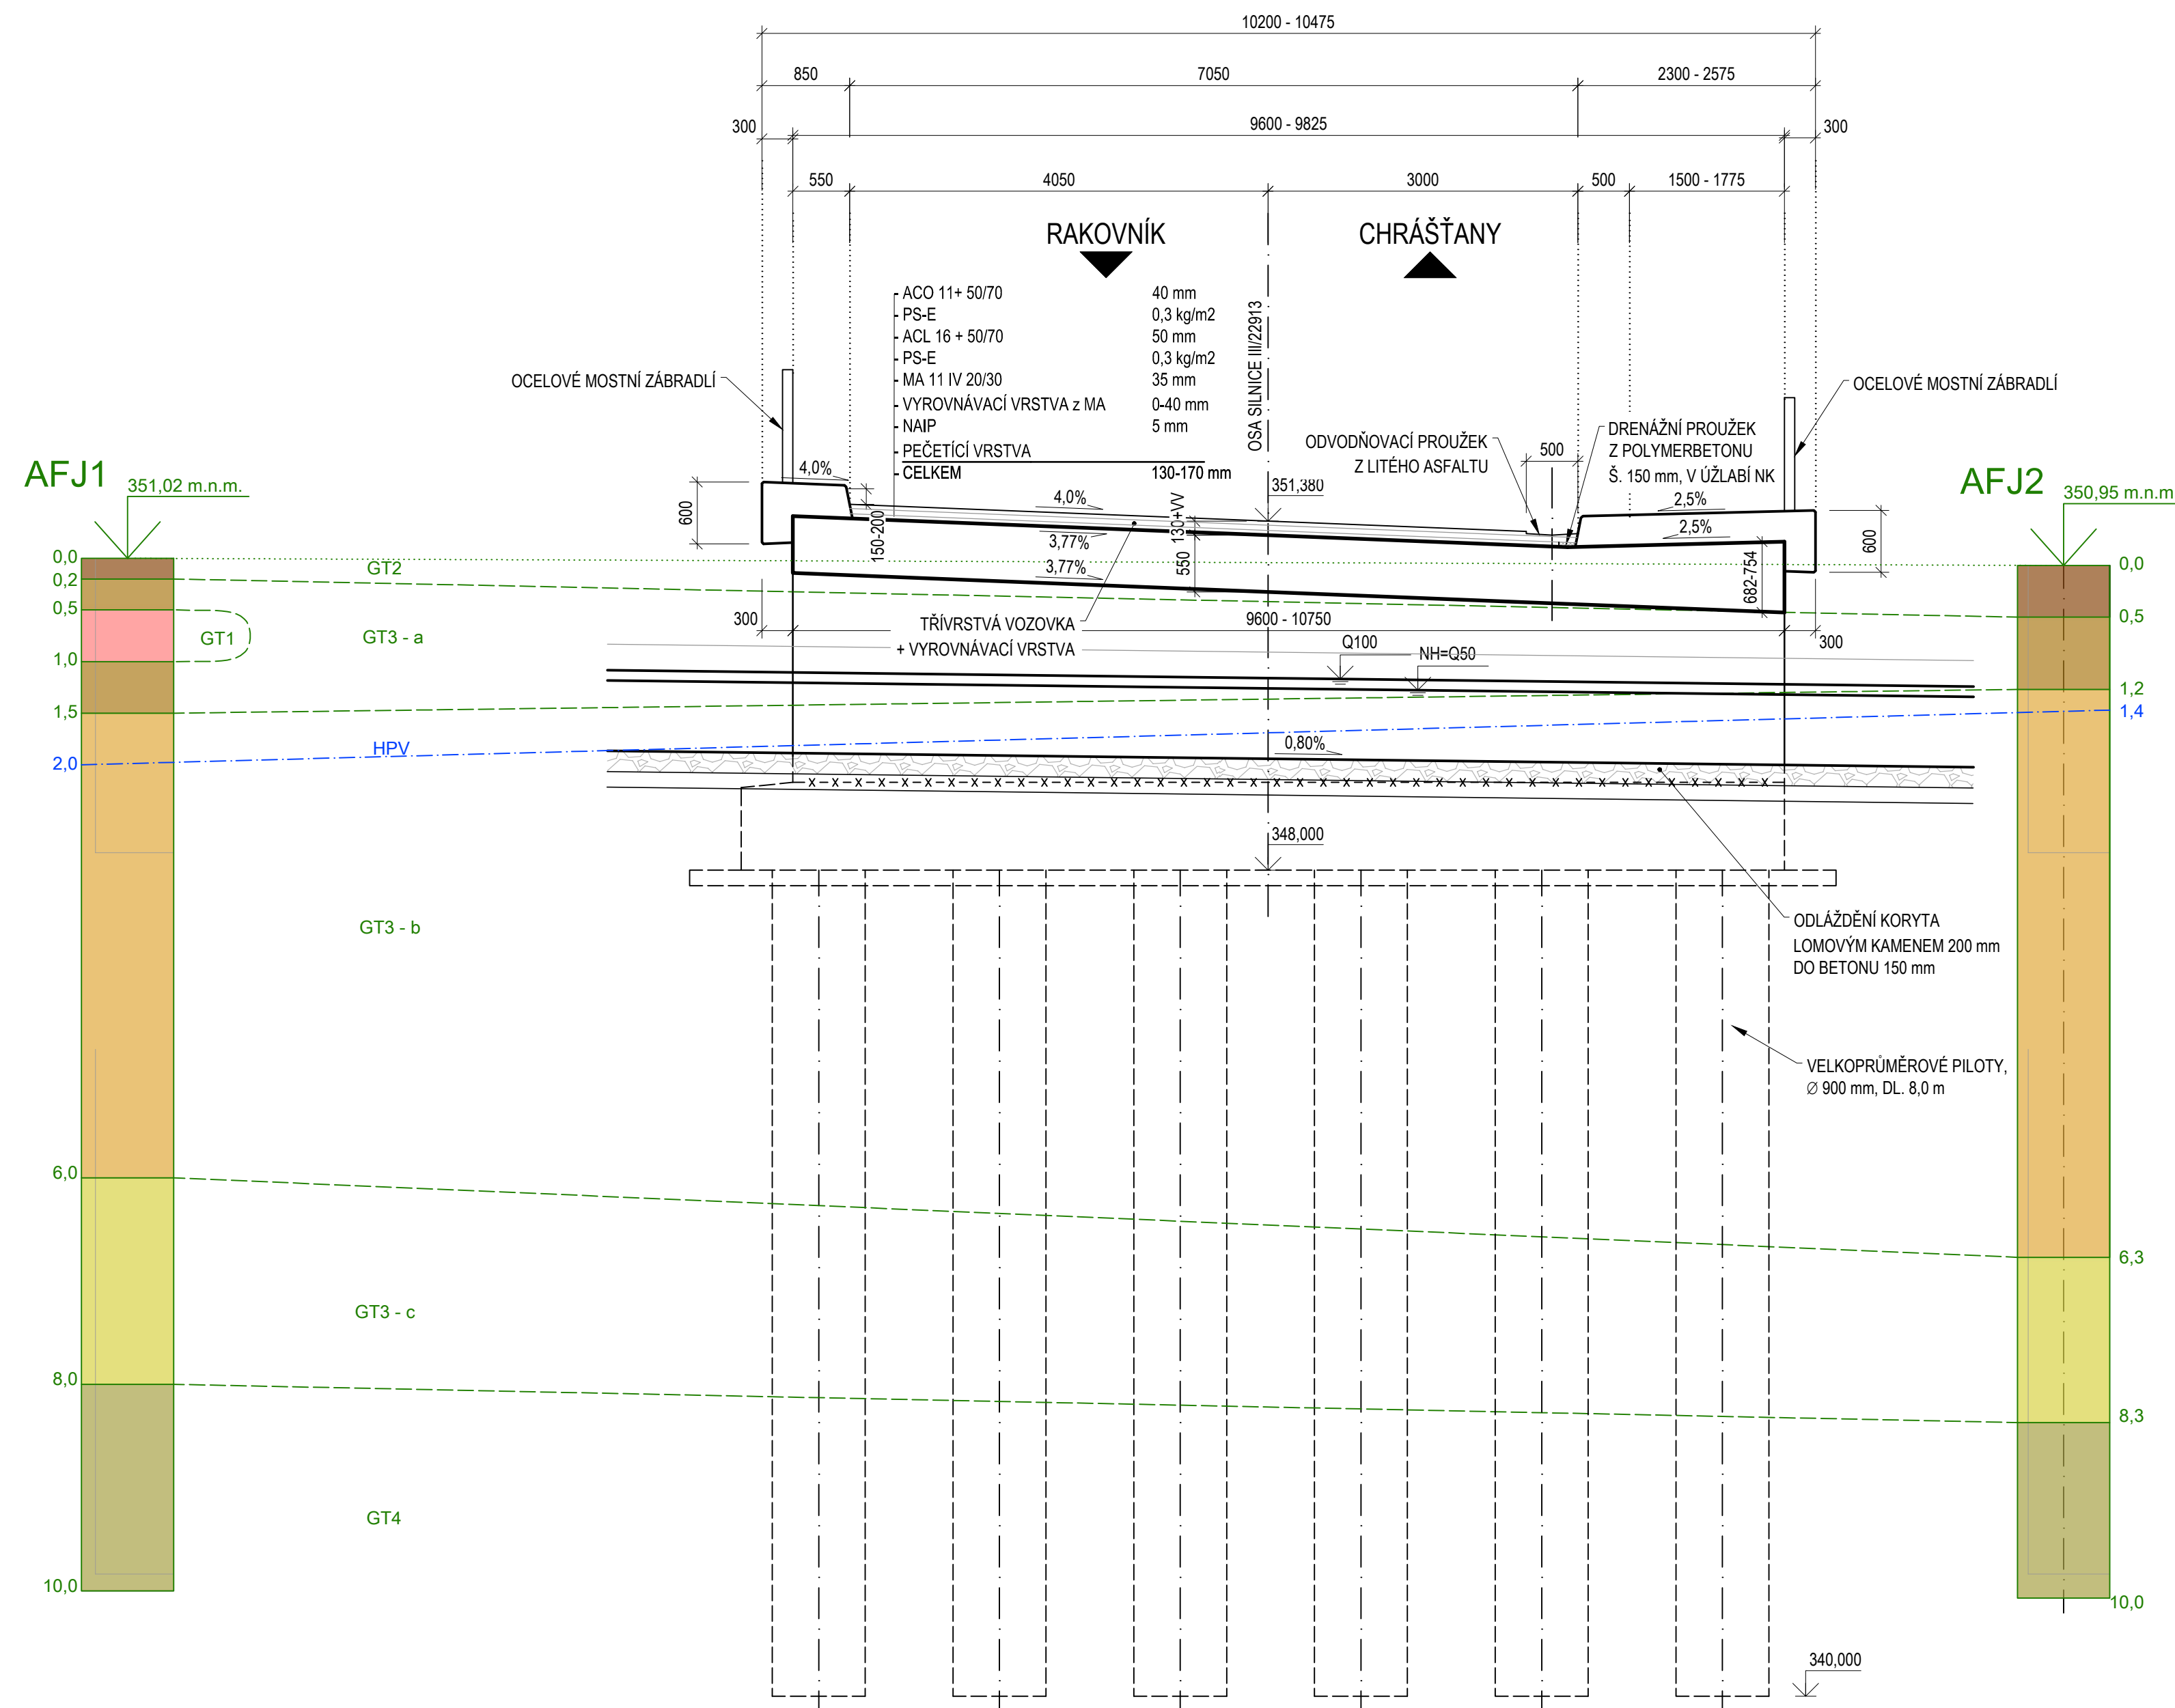 10200 - 10475
850
7050
2300 - 2575
300
9600 - 9825
300
550
4050
3000
500
1500 - 1775
RAKOVNÍK
CHRÁŠŤANY
ACO 11+ 50/70 40 mm
PS-E 0,3 kg/m2
ACL 16 + 50/70 50 mm
PS-E 0,3 kg/m2
MA 11 IV 20/30 35 mm
VYROVNÁVACÍ VRSTVA z MA 0-40 mm
NAIP 5 mm
PEČETÍCÍ VRSTVA
CELKEM 130-170 mm
OSA SILNICE III/22913
OCELOVÉ MOSTNÍ ZÁBRADLÍ
OCELOVÉ MOSTNÍ ZÁBRADLÍ
ODVODŇOVACÍ PROUŽEK
Z LITÉHO ASFALTU
500
DRENÁŽNÍ PROUŽEK
Z POLYMERBETONU
Š. 150 mm, V ÚŽLABÍ NK
AFJ1
351,02 m.n.m.
AFJ2
350,95 m.n.m
4,0%
600
150-200
4,0%
3,77%
3,77%
550
130+VV
351,380
2,5%
2,5%
682-754
600
0,0
0,2
0,5
1,0
1,5
2,0
6,0
8,0
10,0
GT2
GT1
GT3 - a
HPV
GT3 - b
GT3 - c
GT4
300
TŘÍVRSTVÁ VOZOVKA
+ VYROVNÁVACÍ VRSTVA
9600 - 10750
300
Q100
NH=Q50
0,80%
348,000
ODLÁŽDĚNÍ KORYTA
LOMOVÝM KAMENEM 200 mm
DO BETONU 150 mm
VELKOPRŮMĚROVÉ PILOTY,
Ø 900 mm, DL. 8,0 m
340,000
0,0
0,5
1,2
1,4
6,3
8,3
10,0